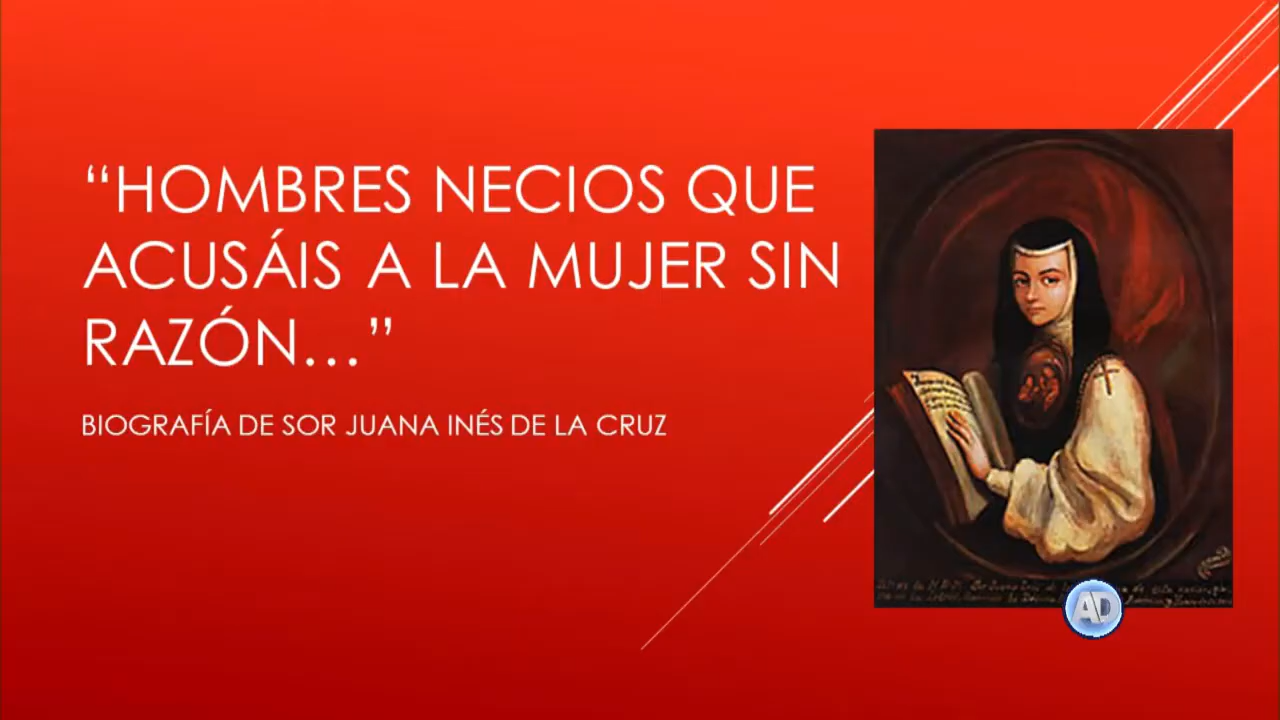 “HOMBRES NECIOS QUE
ACUSÁIS A LA MUJER SIN
RAZÓN…”
BIOGRAFÍA DE SOR JUANA INÉS DE LA CRUZ
AD